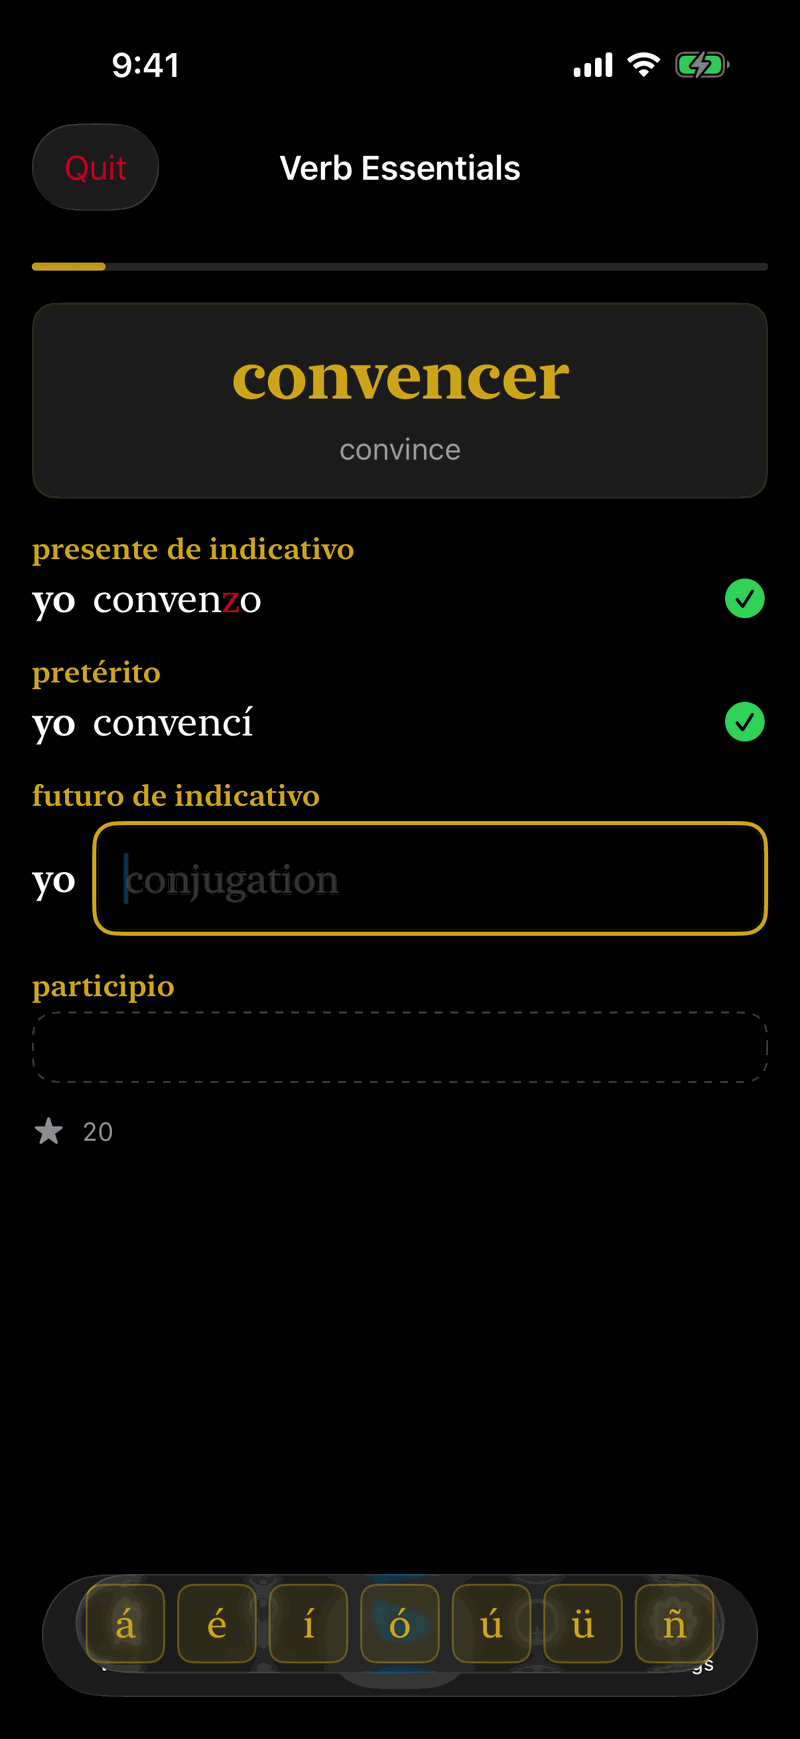 9:41
Quit
Verb Essentials
convencer
convince
presente de indicativo
yo convenzo
pretérito
yo convencí
futuro de indicativo
yo conjugation
participio
20
á é í ó ú ü ñ